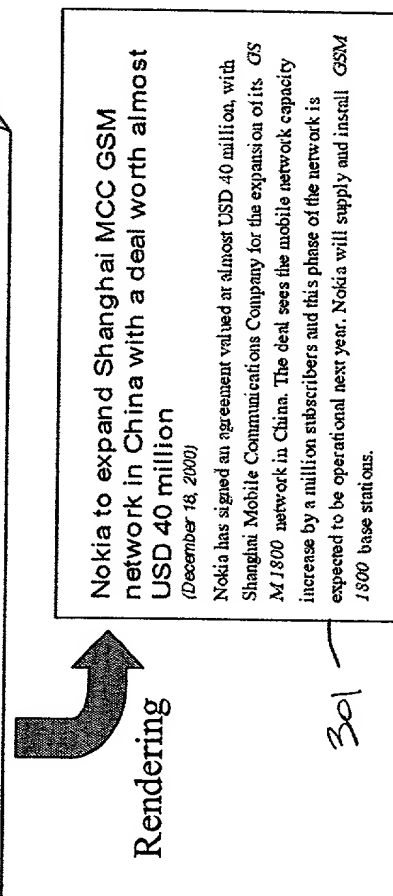 Nokia to expand Shanghai MCC GSM
network in China with a deal worth almost
USD 40 million
(December 18, 2000)
Nokia has signed an agreement valued at almost USD 40 million, with
Shanghai Mobile Communications Company for the expansion of its GS
M 1800 network in China. The deal sees the mobile network capacity
increase by a million subscribers and this phase of the network is
expected to be operational next year. Nokia will supply and install GSM
1800 base stations.
Rendering
301